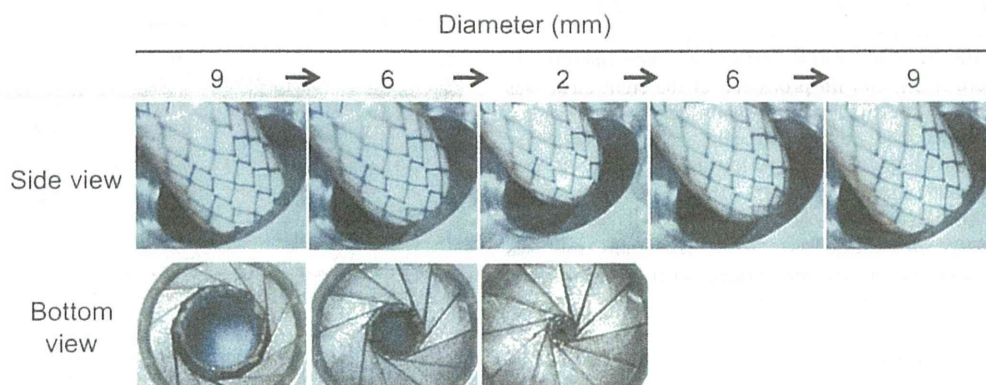 Diameter (mm)
9 → 6 → 2 → 6 → 9
Side view
Bottom
view